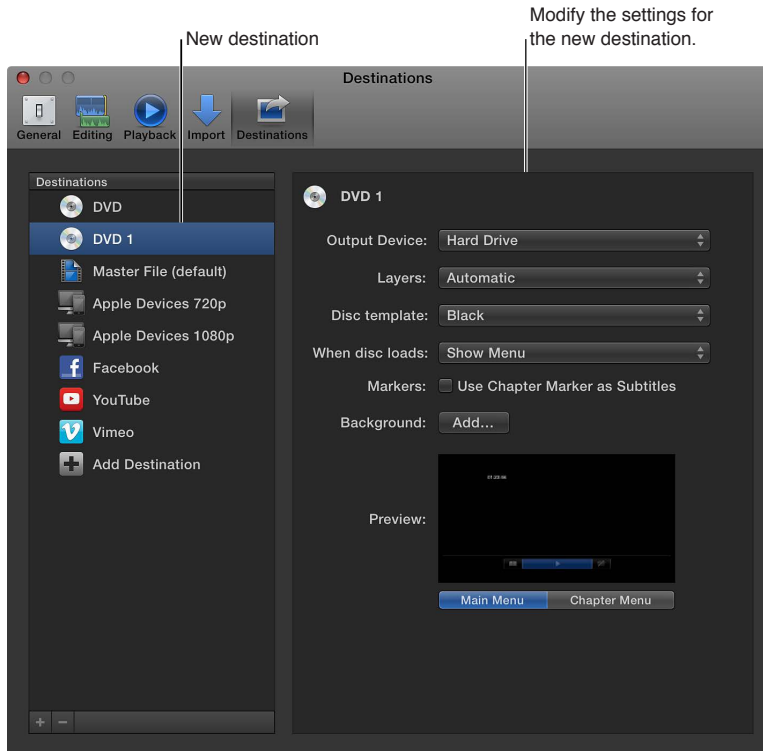 New destination
Modify the settings for
the new destination.
Destinations
General Editing Playback Import Destinations
Destinations
DVD
DVD 1
Master File (default)
Apple Devices 720p
Apple Devices 1080p
Facebook
YouTube
Vimeo
Add Destination
DVD 1
Output Device: Hard Drive
Layers: Automatic
Disc template: Black
When disc loads: Show Menu
Markers: Use Chapter Marker as Subtitles
Background: Add...
Preview:
01:23:06
Main Menu Chapter Menu